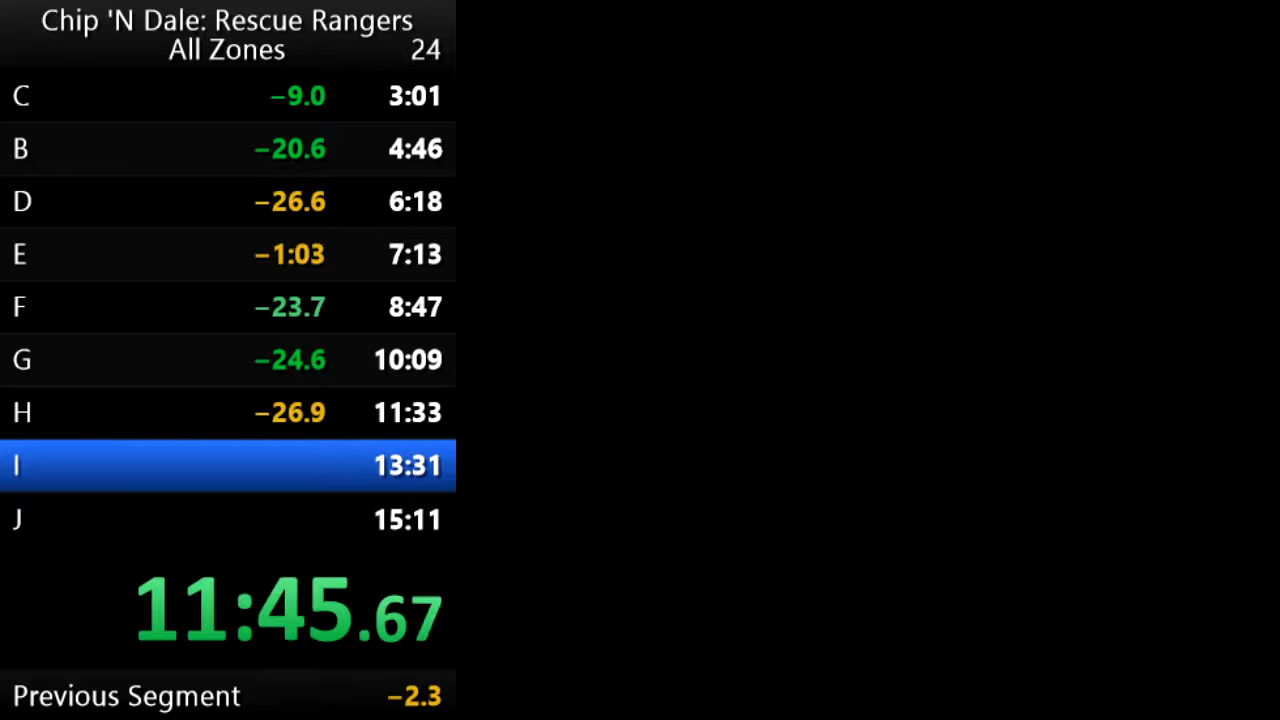 Chip 'N Dale: Rescue Rangers
All Zones 24
C −9.0 3:01
B −20.6 4:46
D −26.6 6:18
E −1:03 7:13
F −23.7 8:47
G −24.6 10:09
H −26.9 11:33
I 13:31
J 15:11
11:45.67
Previous Segment −2.3